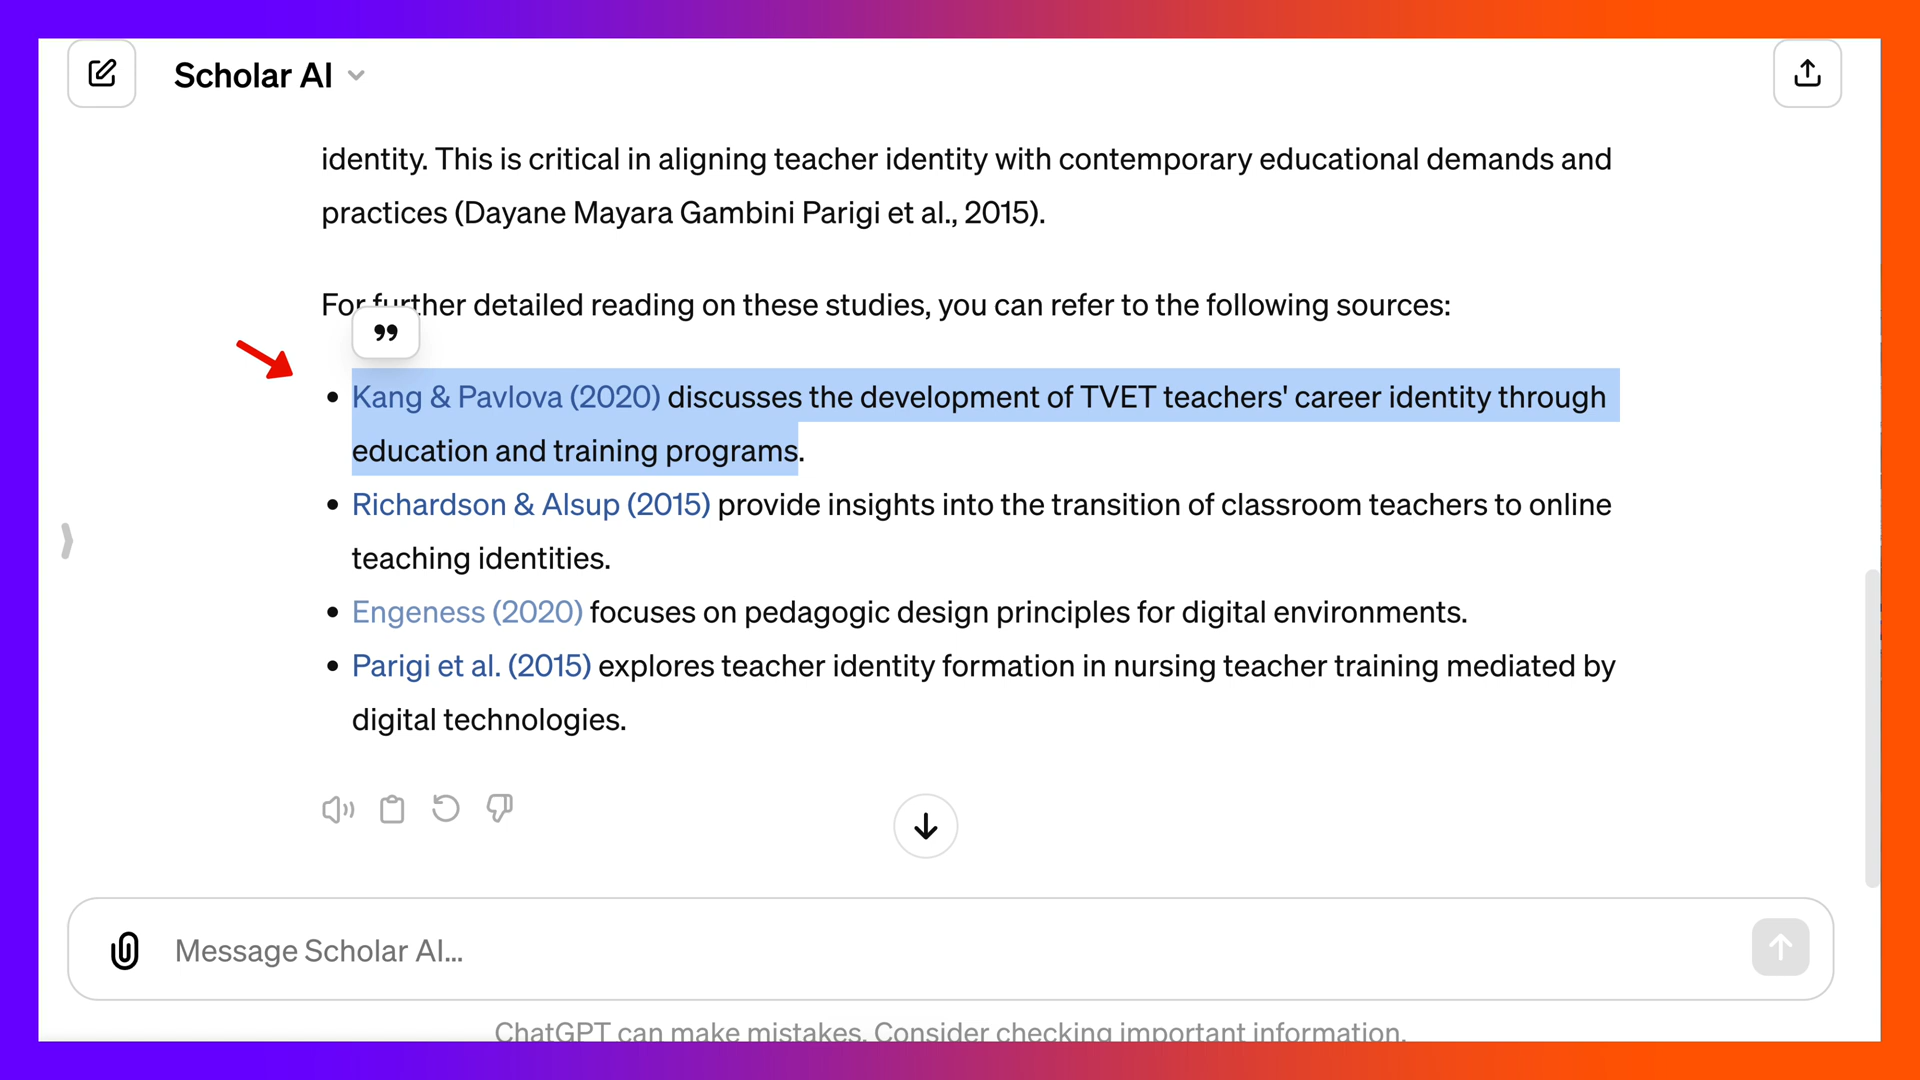 Scholar AI
identity. This is critical in aligning teacher identity with contemporary educational demands and
practices (Dayane Mayara Gambini Parigi et al., 2015).
For further detailed reading on these studies, you can refer to the following sources:
• Kang & Pavlova (2020) discusses the development of TVET teachers' career identity through
education and training programs.
• Richardson & Alsup (2015) provide insights into the transition of classroom teachers to online
teaching identities.
• Engeness (2020) focuses on pedagogic design principles for digital environments.
• Parigi et al. (2015) explores teacher identity formation in nursing teacher training mediated by
digital technologies.
Message Scholar AI...
ChatGPT can make mistakes. Consider checking important information.